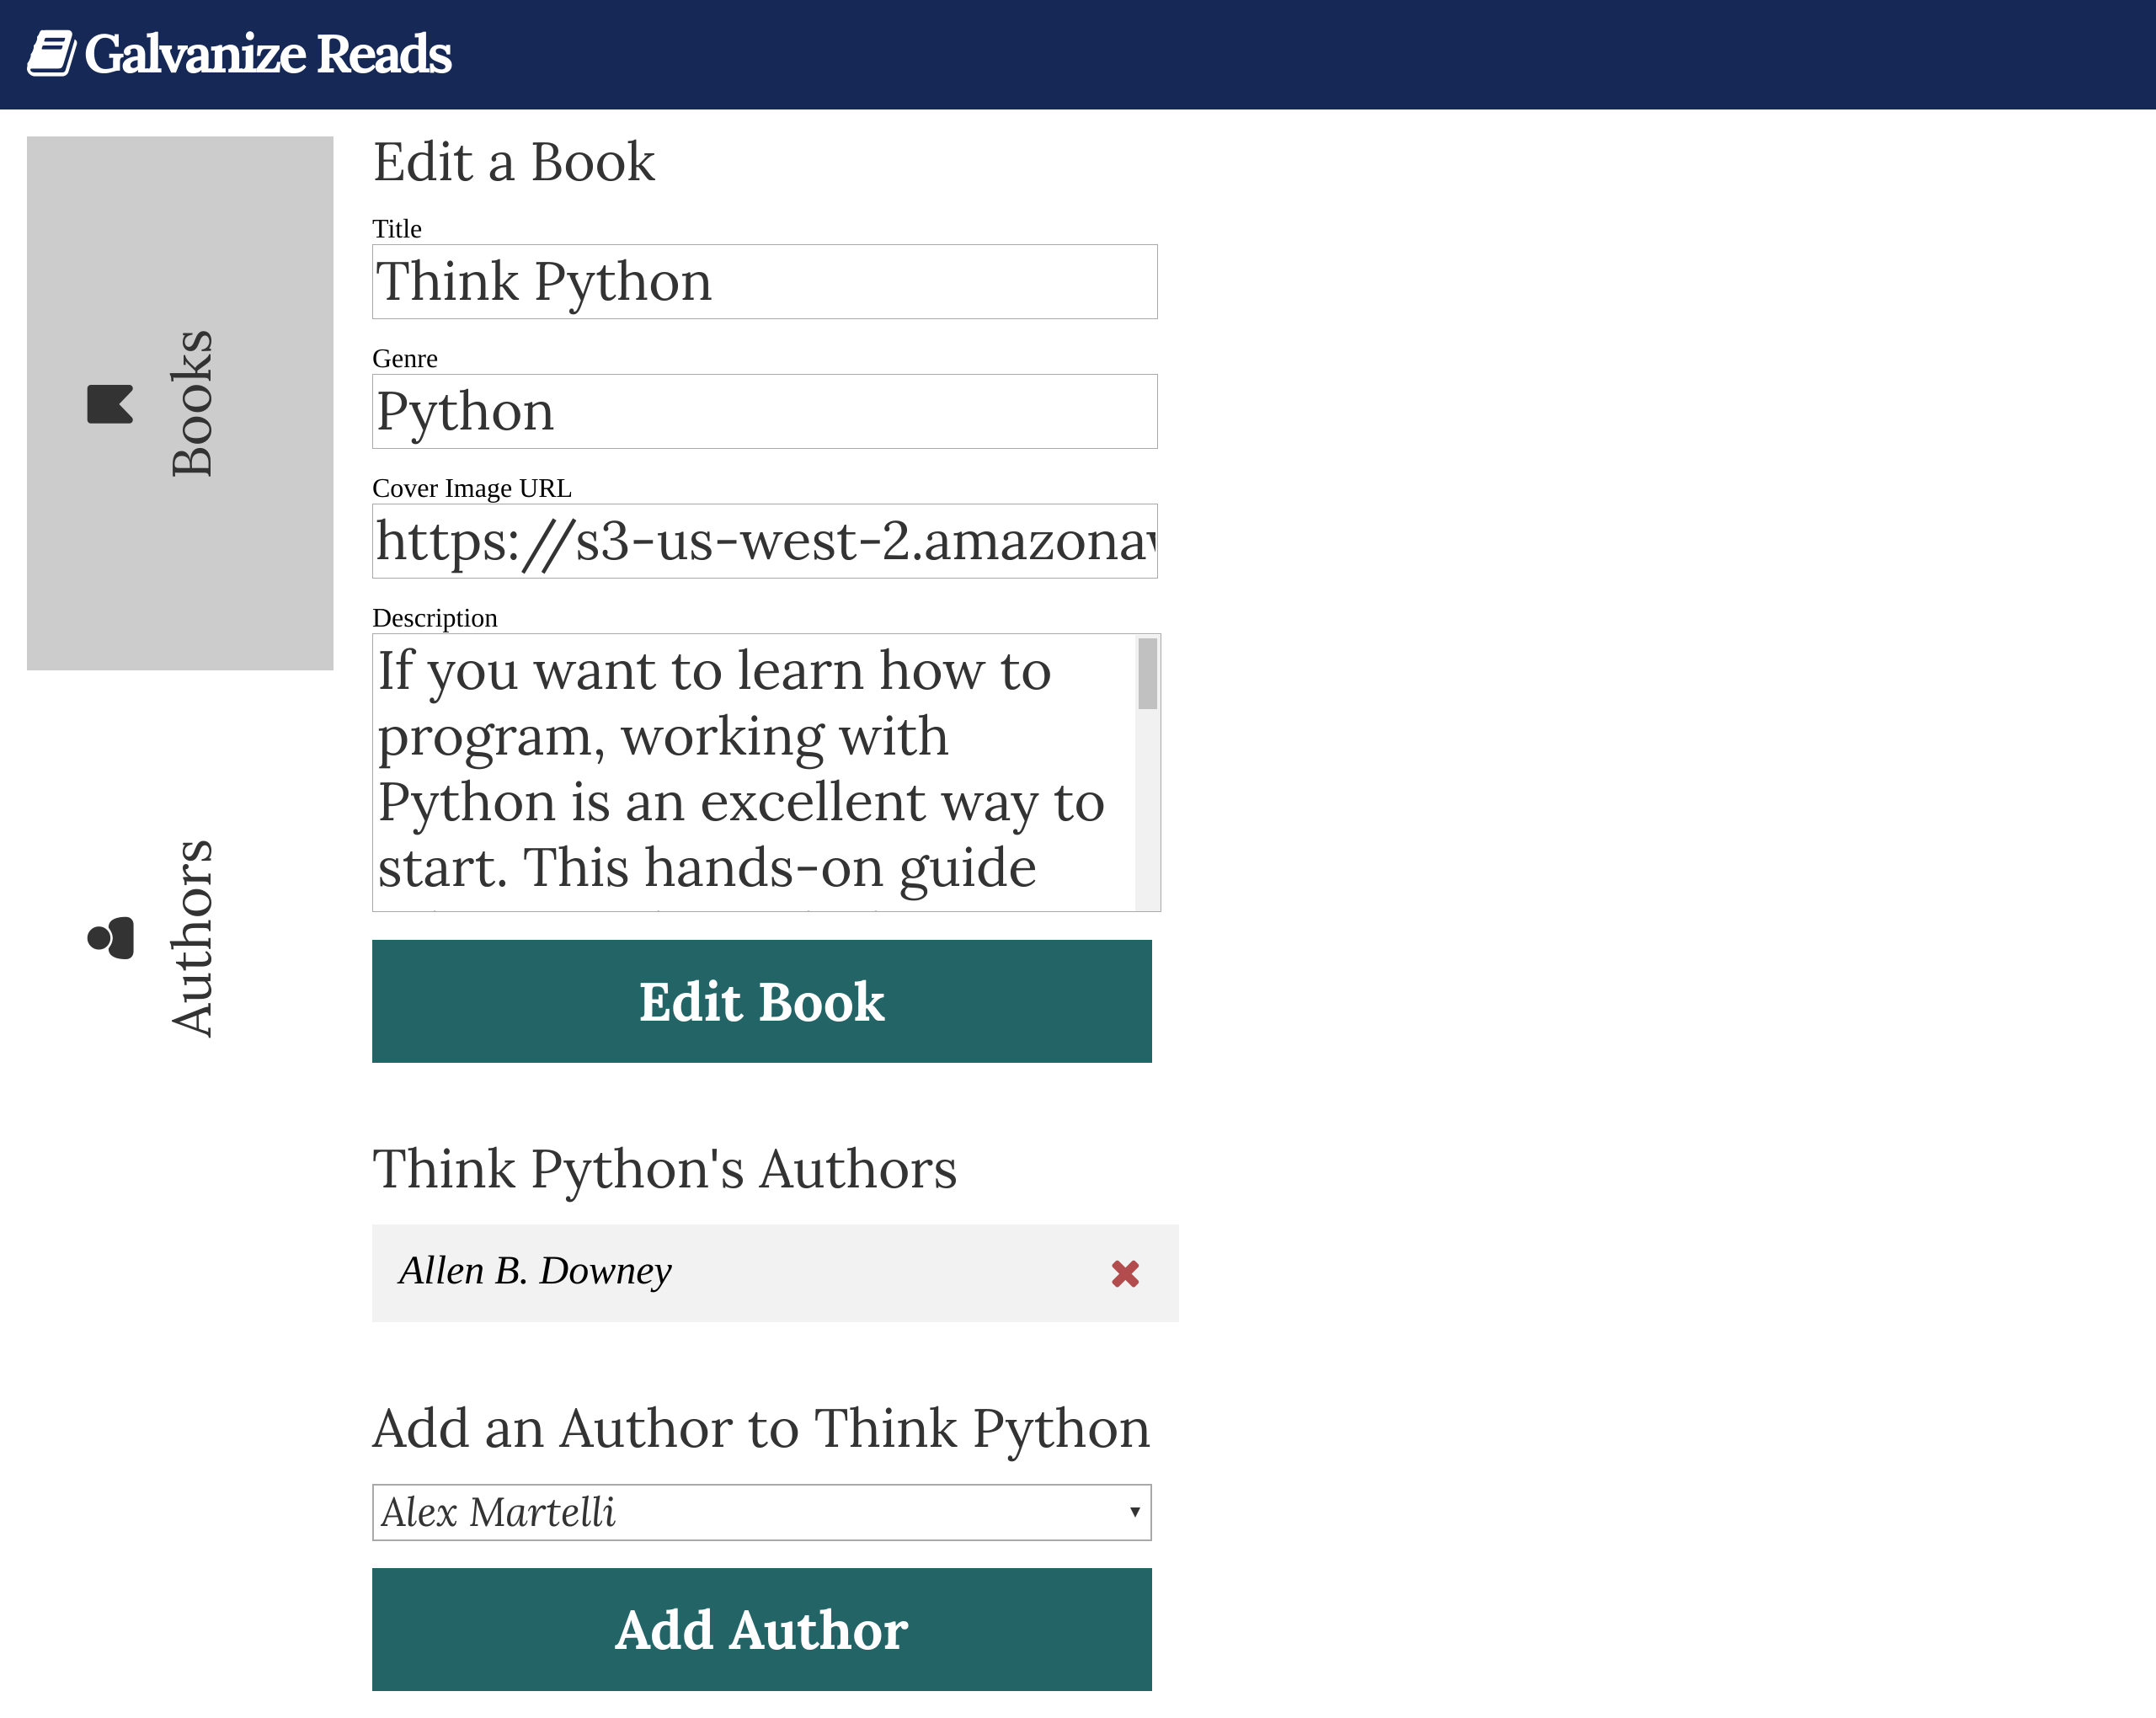 Galvanize Reads
Books
Authors
Edit a Book
Title
Think Python
Genre
Python
Cover Image URL
https://s3-us-west-2.amazonav
Description
If you want to learn how to
program, working with
Python is an excellent way to
start. This hands-on guide
Edit Book
Think Python's Authors
Allen B. Downey
Add an Author to Think Python
Alex Martelli
Add Author